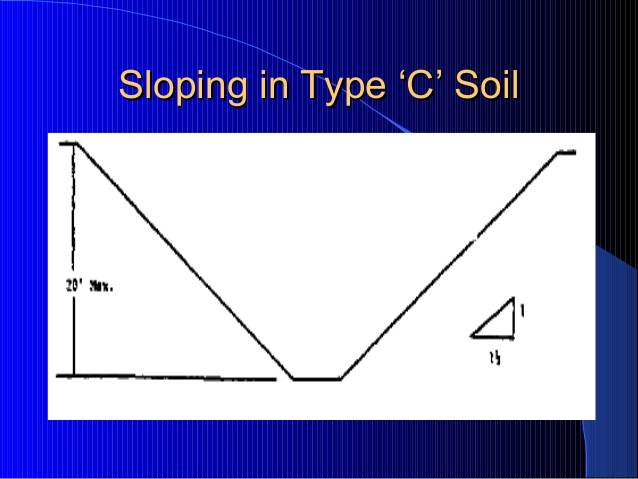 Sloping in Type ‘C’ Soil
20' Max.
1
1½